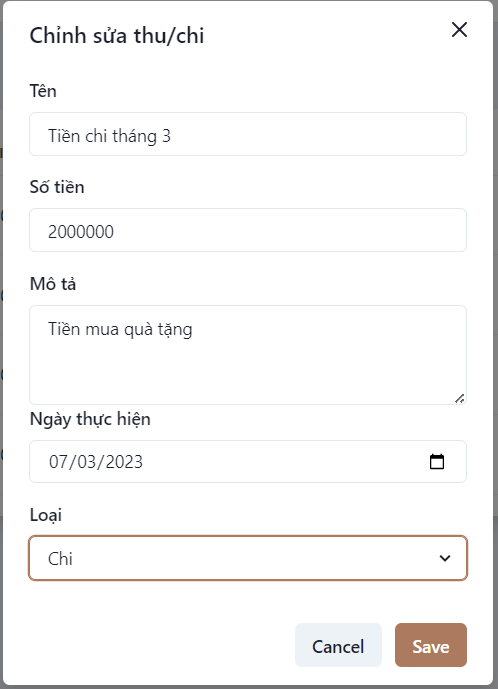 Chỉnh sửa thu/chi
Tên
Tiền chi tháng 3
Số tiền
2000000
Mô tả
Tiền mua quà tặng
Ngày thực hiện
07/03/2023
Loại
Chi
Cancel
Save